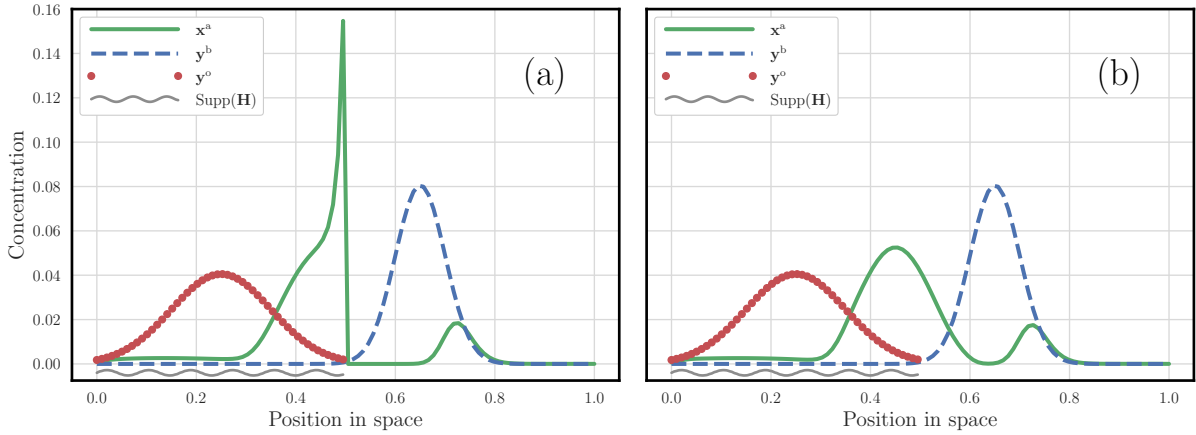 0.16
0.14
0.12
0.10
0.08
0.06
0.04
0.02
0.00
Concentration
xᵃ
yᵇ
yᵒ
Supp(H)
(a)
0.0 0.2 0.4 0.6 0.8 1.0
Position in space
xᵃ
yᵇ
yᵒ
Supp(H)
(b)
0.0 0.2 0.4 0.6 0.8 1.0
Position in space